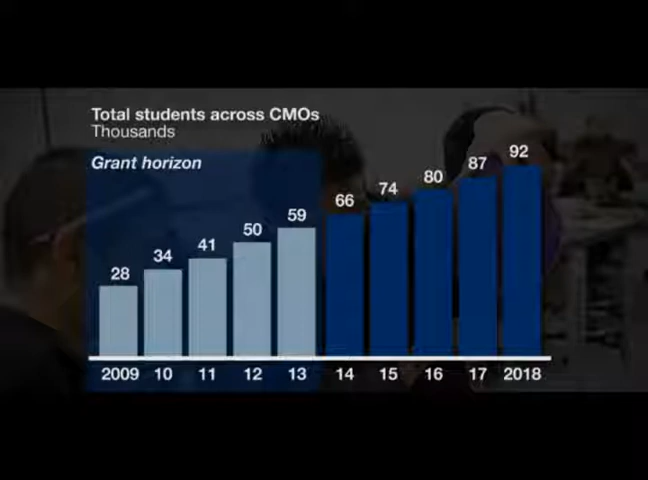 Total students across CMOs
Thousands
Grant horizon
28 34 41 50 59 66 74 80 87 92
2009 10 11 12 13 14 15 16 17 2018